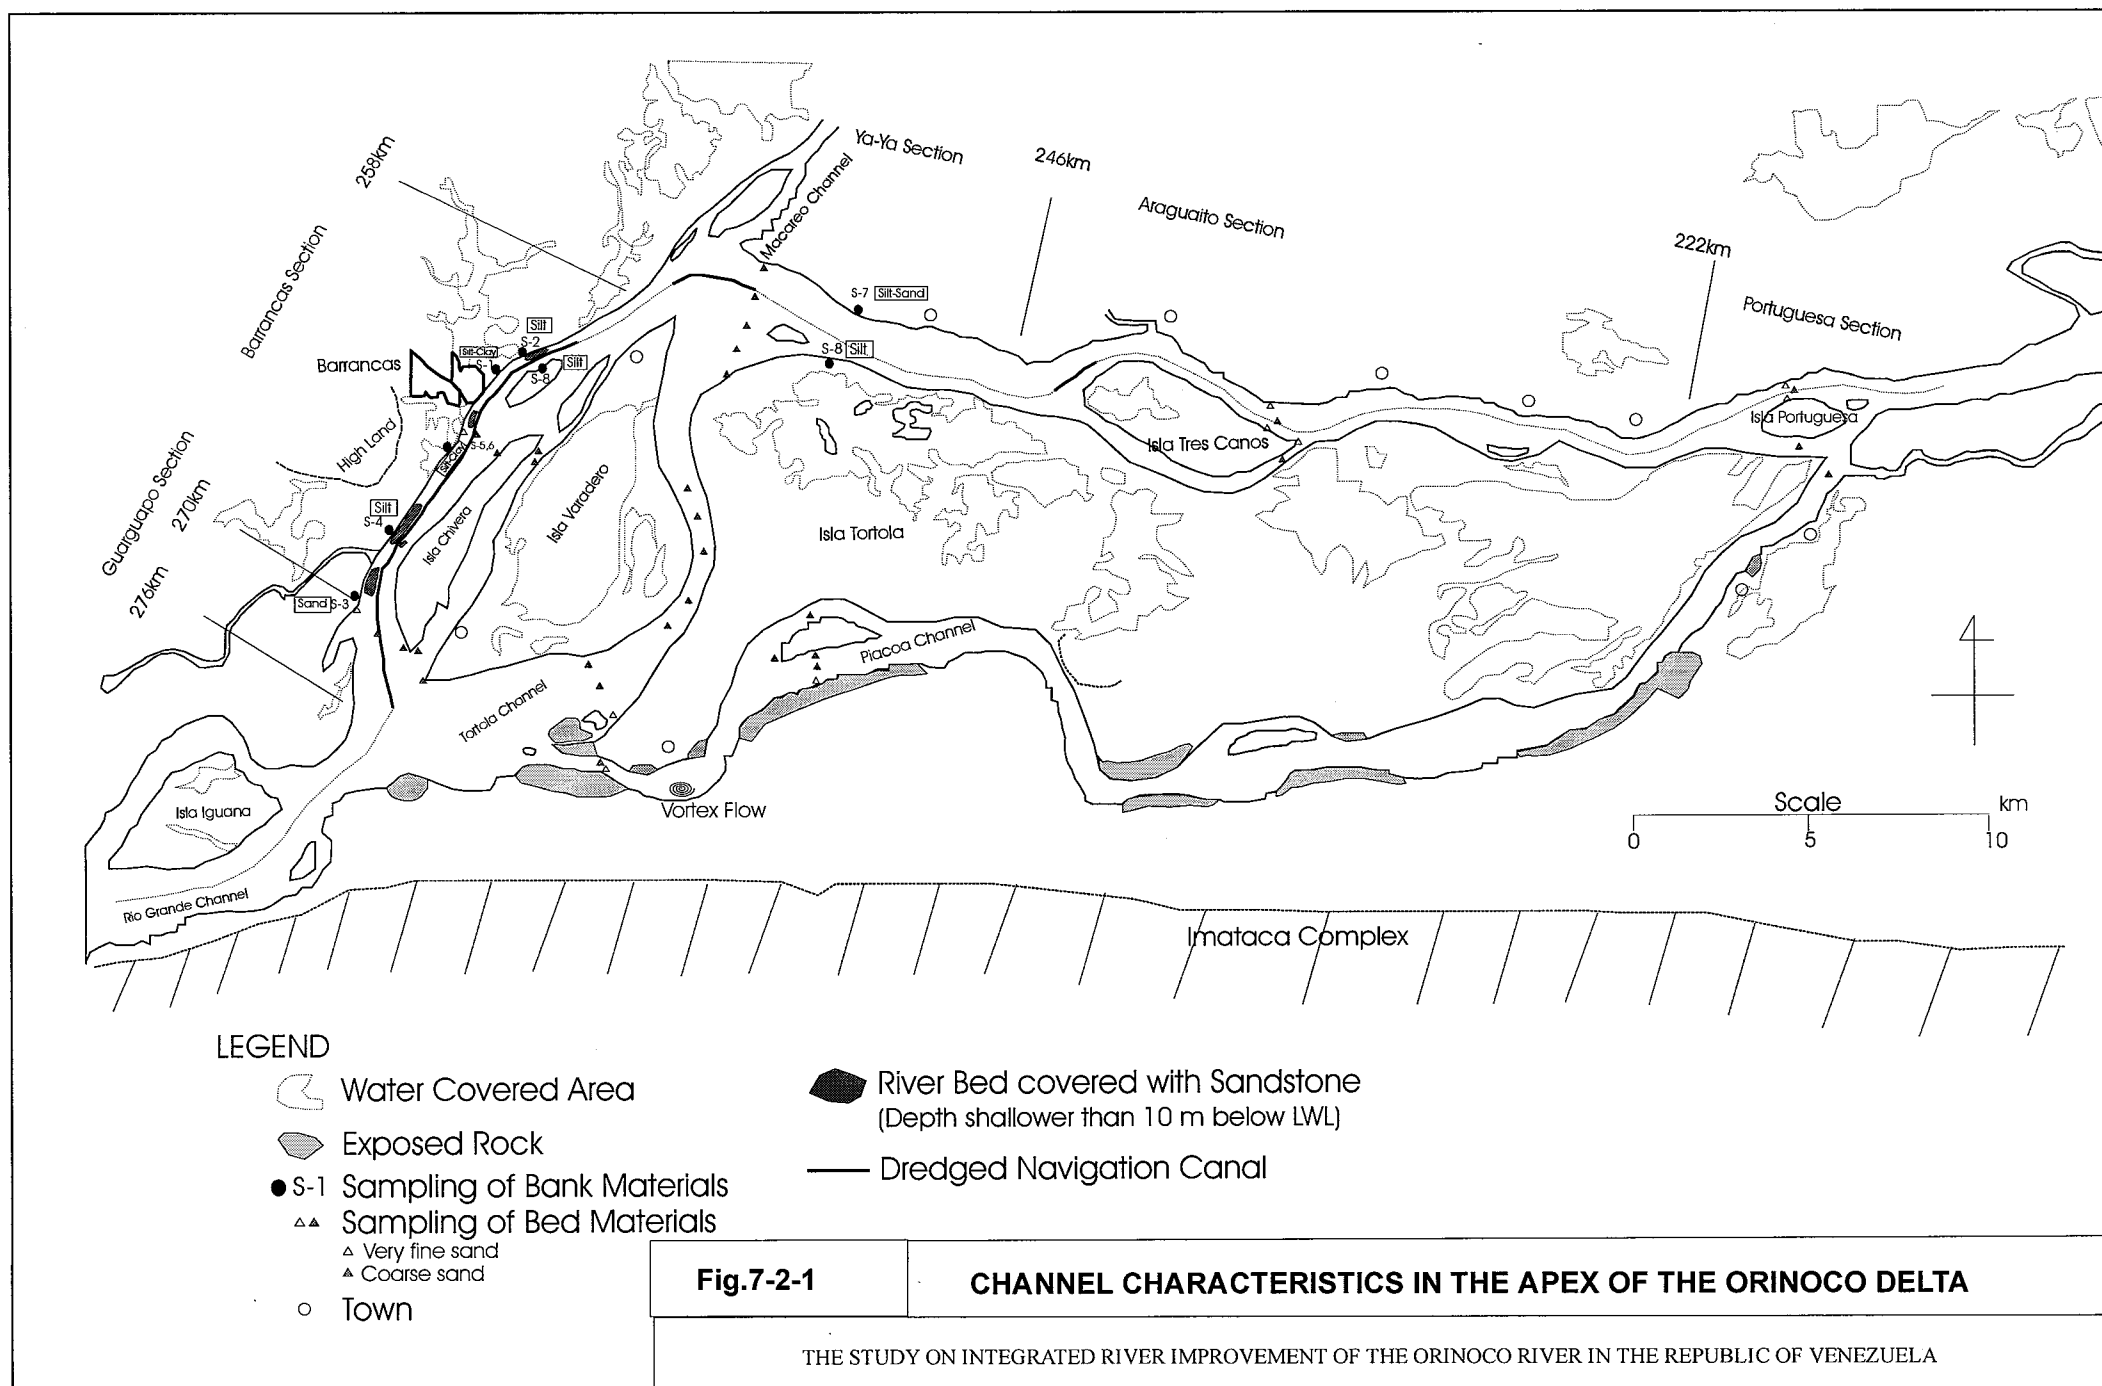 258km
Ya-Ya Section
246km
Macareo Channel
Araguaito Section
222km
Portuguesa Section
Barrancas Section
S-7 Silt-Sand
Silt
S-2
Silt-Clay
S-1
Barrancas
Silt
S-8
S-8 Silt
High Land
S-5,6
Silt-Clay
Isla Portuguesa
Isla Tres Canos
Guarguapo Section
270km
Silt
S-4
Isla Chivera
Isla Varadero
Isla Tortola
276km
Sand S-3
Piacoa Channel
Tortola Channel
Isla Iguana
Vortex Flow
Scale km
0 5 10
Rio Grande Channel
Imataca Complex
LEGEND
Water Covered Area
Exposed Rock
S-1 Sampling of Bank Materials
Sampling of Bed Materials
Very fine sand
Coarse sand
Town
River Bed covered with Sandstone
(Depth shallower than 10 m below LWL)
Dredged Navigation Canal
Fig.7-2-1
CHANNEL CHARACTERISTICS IN THE APEX OF THE ORINOCO DELTA
THE STUDY ON INTEGRATED RIVER IMPROVEMENT OF THE ORINOCO RIVER IN THE REPUBLIC OF VENEZUELA